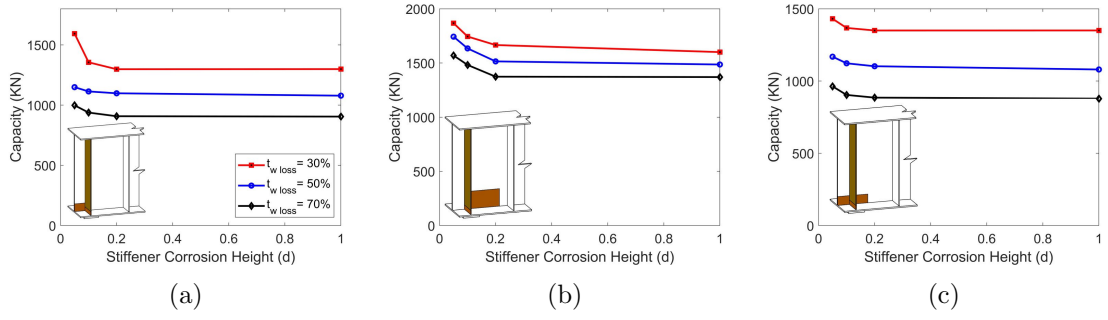 1500
1000
500
0
Capacity (KN)
0 0.2 0.4 0.6 0.8 1
Stiffener Corrosion Height (d)
t_w loss = 30%
t_w loss = 50%
t_w loss = 70%
(a)
2000
1500
1000
500
0
Capacity (KN)
0 0.2 0.4 0.6 0.8 1
Stiffener Corrosion Height (d)
(b)
1500
1000
500
0
Capacity (KN)
0 0.2 0.4 0.6 0.8 1
Stiffener Corrosion Height (d)
(c)